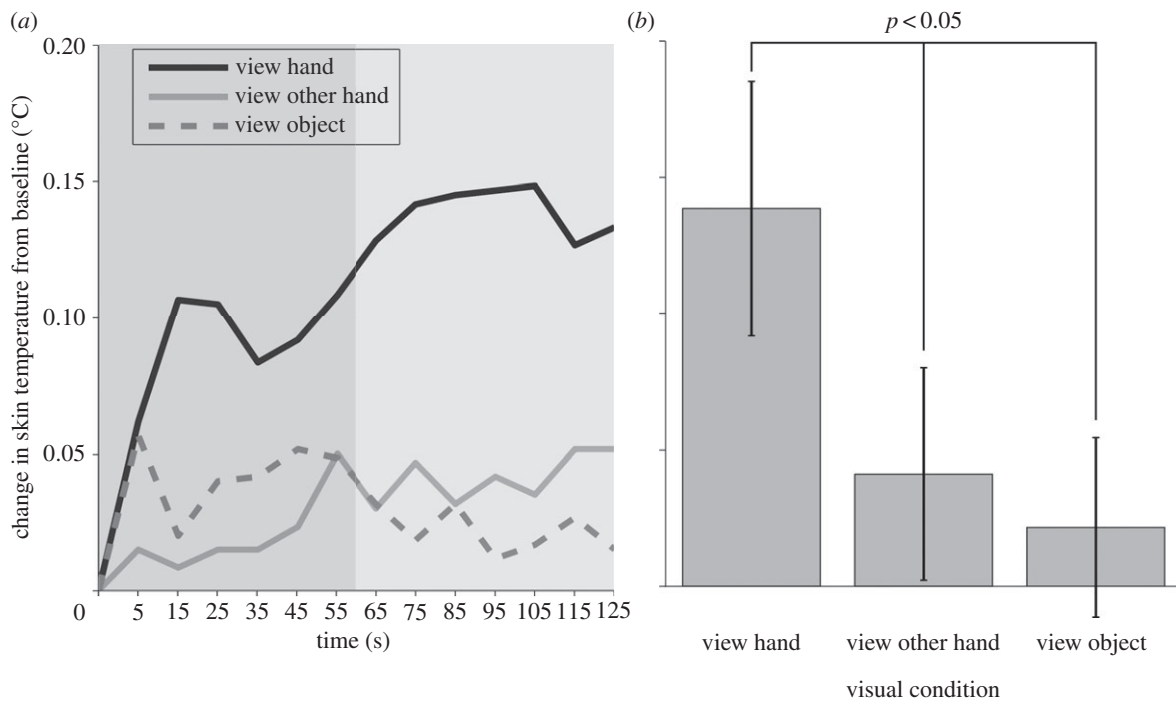 (a)
change in skin temperature from baseline (°C)
0.20
0.15
0.10
0.05
0
view hand
view other hand
view object
5 15 25 35 45 55 65 75 85 95 105 115 125
time (s)
(b)
p < 0.05
view hand view other hand view object
visual condition